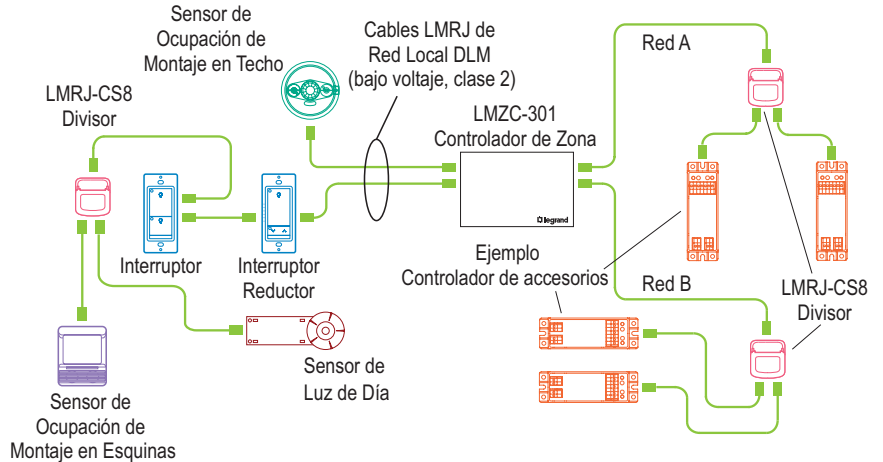 Sensor de
Ocupación de
Montaje en Techo
Cables LMRJ de
Red Local DLM
(bajo voltaje, clase 2)
Red A
LMRJ-CS8
Divisor
LMZC-301
Controlador de Zona
legrand
Interruptor
Interruptor
Reductor
Ejemplo
Controlador de accesorios
Red B
LMRJ-CS8
Divisor
Sensor de
Luz de Día
Sensor de
Ocupación de
Montaje en Esquinas